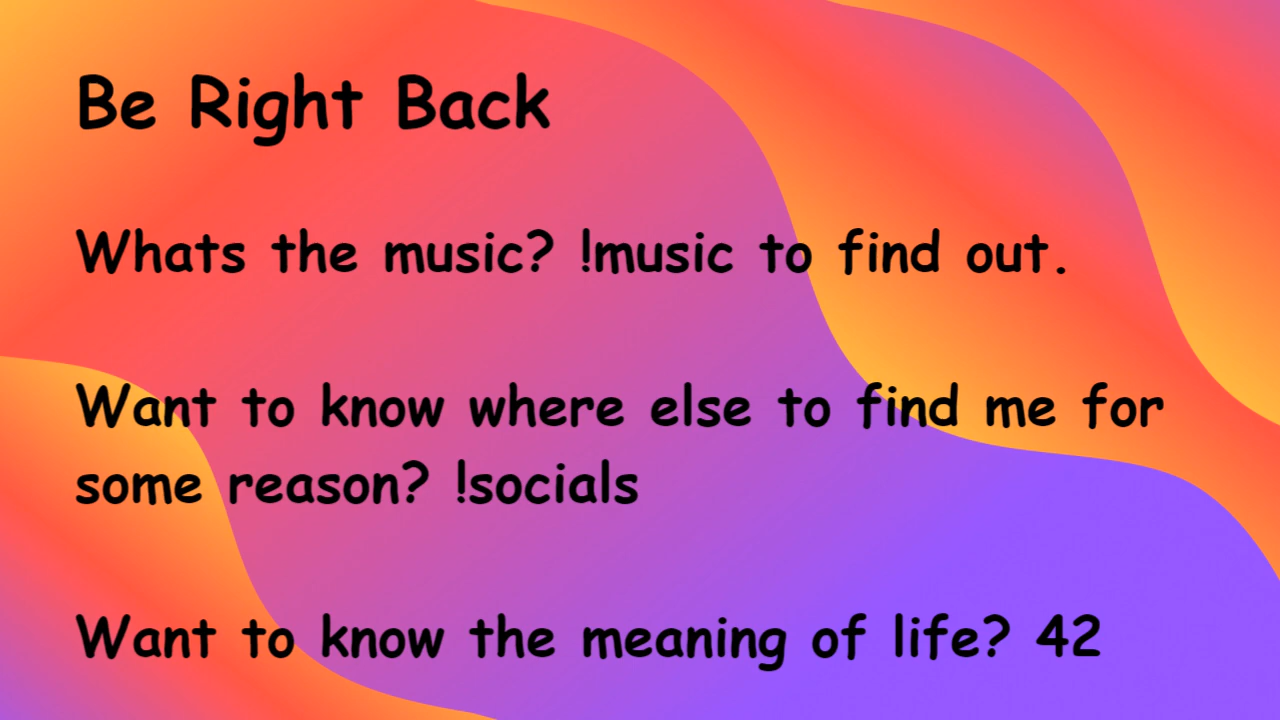 Be Right Back
Whats the music? !music to find out.
Want to know where else to find me for
some reason? !socials
Want to know the meaning of life? 42